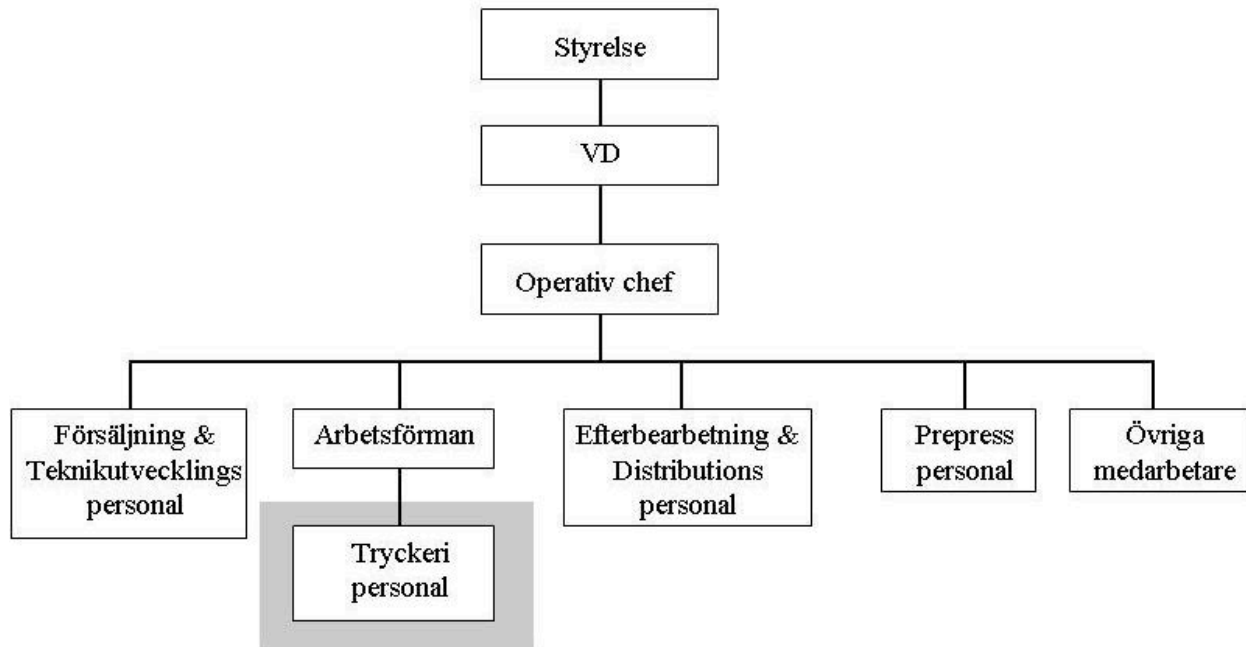 Styrelse
VD
Operativ chef
Försäljning &
Teknikutvecklings
personal
Arbetsförman
Efterbearbetning &
Distributions
personal
Prepress
personal
Övriga
medarbetare
Tryckeri
personal